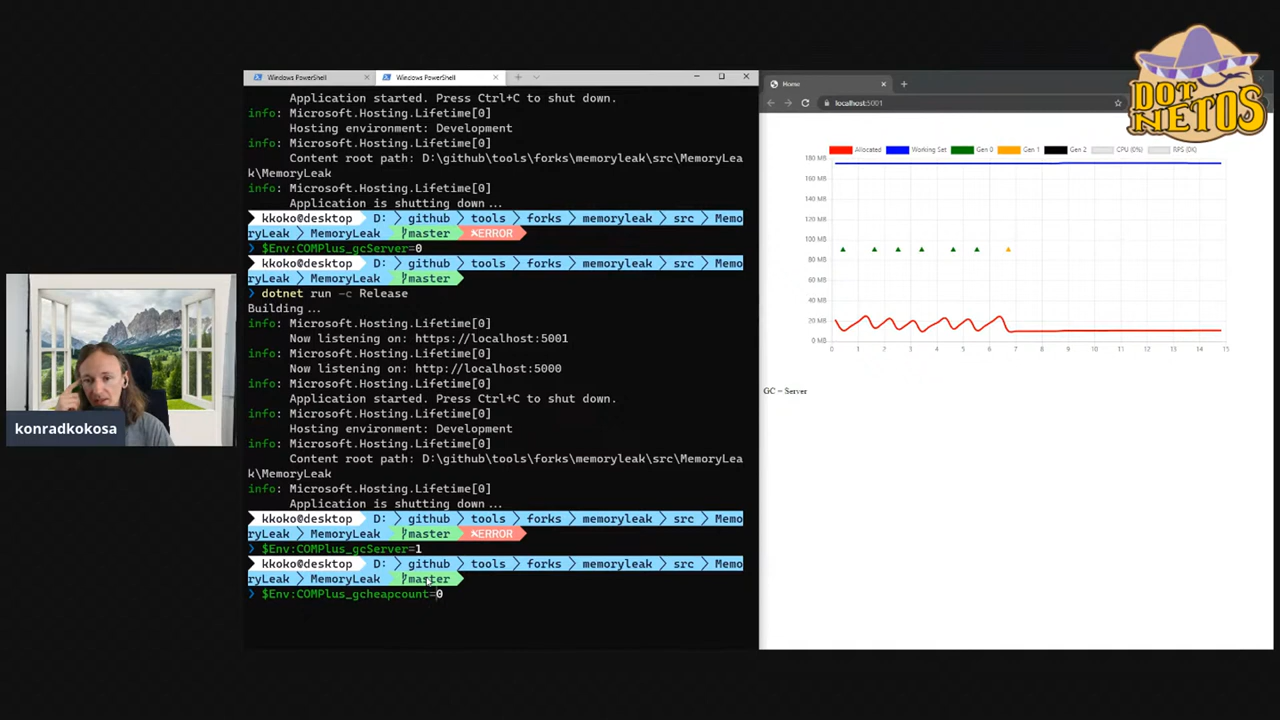 DOT
NETOS
Windows PowerShell
Windows PowerShell
Application started. Press Ctrl+C to shut down.
info: Microsoft.Hosting.Lifetime[0]
Hosting environment: Development
info: Microsoft.Hosting.Lifetime[0]
Content root path: D:\github\tools\forks\memoryleak\src\MemoryLea
k\MemoryLeak
info: Microsoft.Hosting.Lifetime[0]
Application is shutting down...
kkoko@desktop D: github tools forks memoryleak src Memo
ryLeak MemoryLeak master ERROR
$Env:COMPlus_gcServer=0
kkoko@desktop D: github tools forks memoryleak src Memo
ryLeak MemoryLeak master
dotnet run -c Release
Building...
info: Microsoft.Hosting.Lifetime[0]
Now listening on: https://localhost:5001
info: Microsoft.Hosting.Lifetime[0]
Now listening on: http://localhost:5000
info: Microsoft.Hosting.Lifetime[0]
Application started. Press Ctrl+C to shut down.
info: Microsoft.Hosting.Lifetime[0]
Hosting environment: Development
info: Microsoft.Hosting.Lifetime[0]
Content root path: D:\github\tools\forks\memoryleak\src\MemoryLea
k\MemoryLeak
info: Microsoft.Hosting.Lifetime[0]
Application is shutting down...
kkoko@desktop D: github tools forks memoryleak src Memo
ryLeak MemoryLeak master ERROR
$Env:COMPlus_gcServer=1
kkoko@desktop D: github tools forks memoryleak src Memo
ryLeak MemoryLeak master
$Env:COMPlus_gcheapcount=0
konradkokosa
Home
localhost:5001
Allocated Working Set Gen 0 Gen 1 Gen 2 CPU (0%) RPS (0K)
180 MB
160 MB
140 MB
120 MB
100 MB
80 MB
60 MB
40 MB
20 MB
0 MB
0 1 2 3 4 5 6 7 8 9 10 11 12 13 14 15
GC = Server